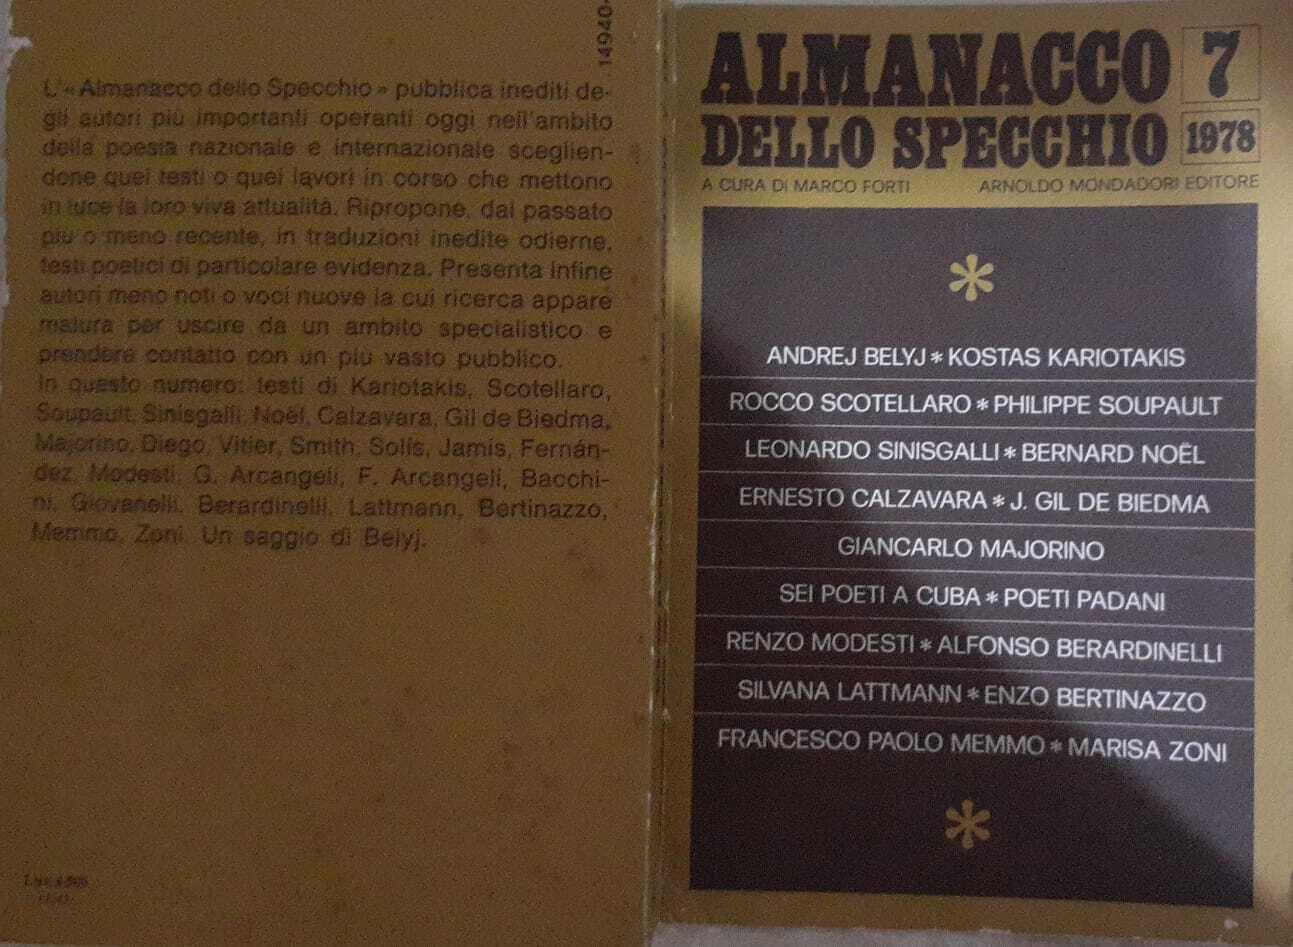 14940-
L'« Almanacco dello Specchio » pubblica inediti de-
gli autori più importanti operanti oggi nell'ambito
della poesia nazionale e internazionale sceglien-
done quei testi o quei lavori in corso che mettono
in luce la loro viva attualità. Ripropone, dal passato
più o meno recente, in traduzioni inedite odierne,
testi poetici di particolare evidenza. Presenta infine
autori meno noti o voci nuove la cui ricerca appare
matura per uscire da un ambito specialistico e
prendere contatto con un più vasto pubblico.
In questo numero: testi di Kariotakis, Scotellaro,
Soupault, Sinisgalli, Noël, Calzavara, Gil de Biedma,
Majorino, Diego, Vitier, Smith, Solís, Jamís, Fernán-
dez, Modesti, G. Arcangeli, F. Arcangeli, Bacchi-
ni, Giovanelli, Berardinelli, Lattmann, Bertinazzo,
Memmo, Zoni. Un saggio di Belyj.
ALMANACCO 7
DELLO SPECCHIO 1978
A CURA DI MARCO FORTI ARNOLDO MONDADORI EDITORE
*
ANDREJ BELYJ * KOSTAS KARIOTAKIS
ROCCO SCOTELLARO * PHILIPPE SOUPAULT
LEONARDO SINISGALLI * BERNARD NOËL
ERNESTO CALZAVARA * J. GIL DE BIEDMA
GIANCARLO MAJORINO
SEI POETI A CUBA * POETI PADANI
RENZO MODESTI * ALFONSO BERARDINELLI
SILVANA LATTMANN * ENZO BERTINAZZO
FRANCESCO PAOLO MEMMO * MARISA ZONI
*